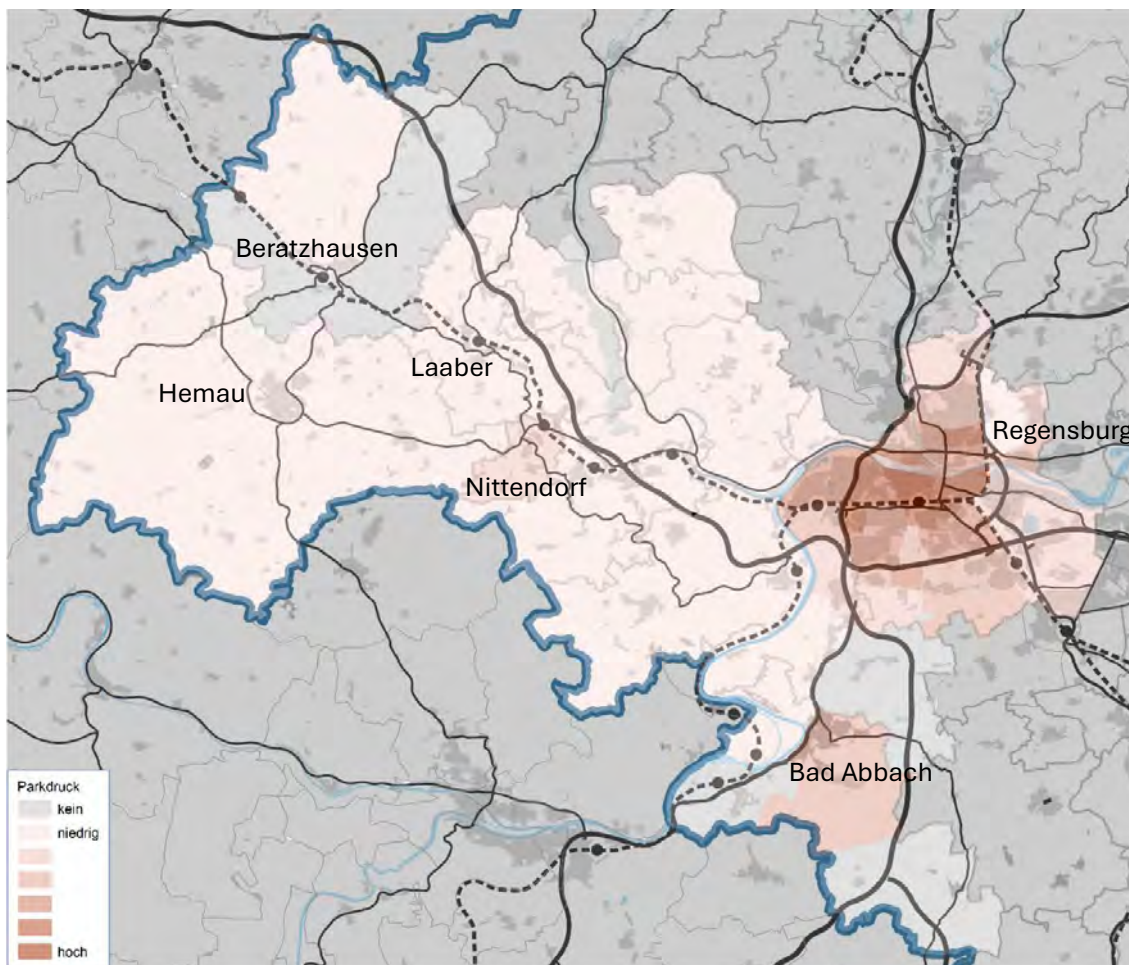 Beratzhausen
Laaber
Hemau
Regensburg
Nittendorf
Bad Abbach
Parkdruck
kein
niedrig
hoch